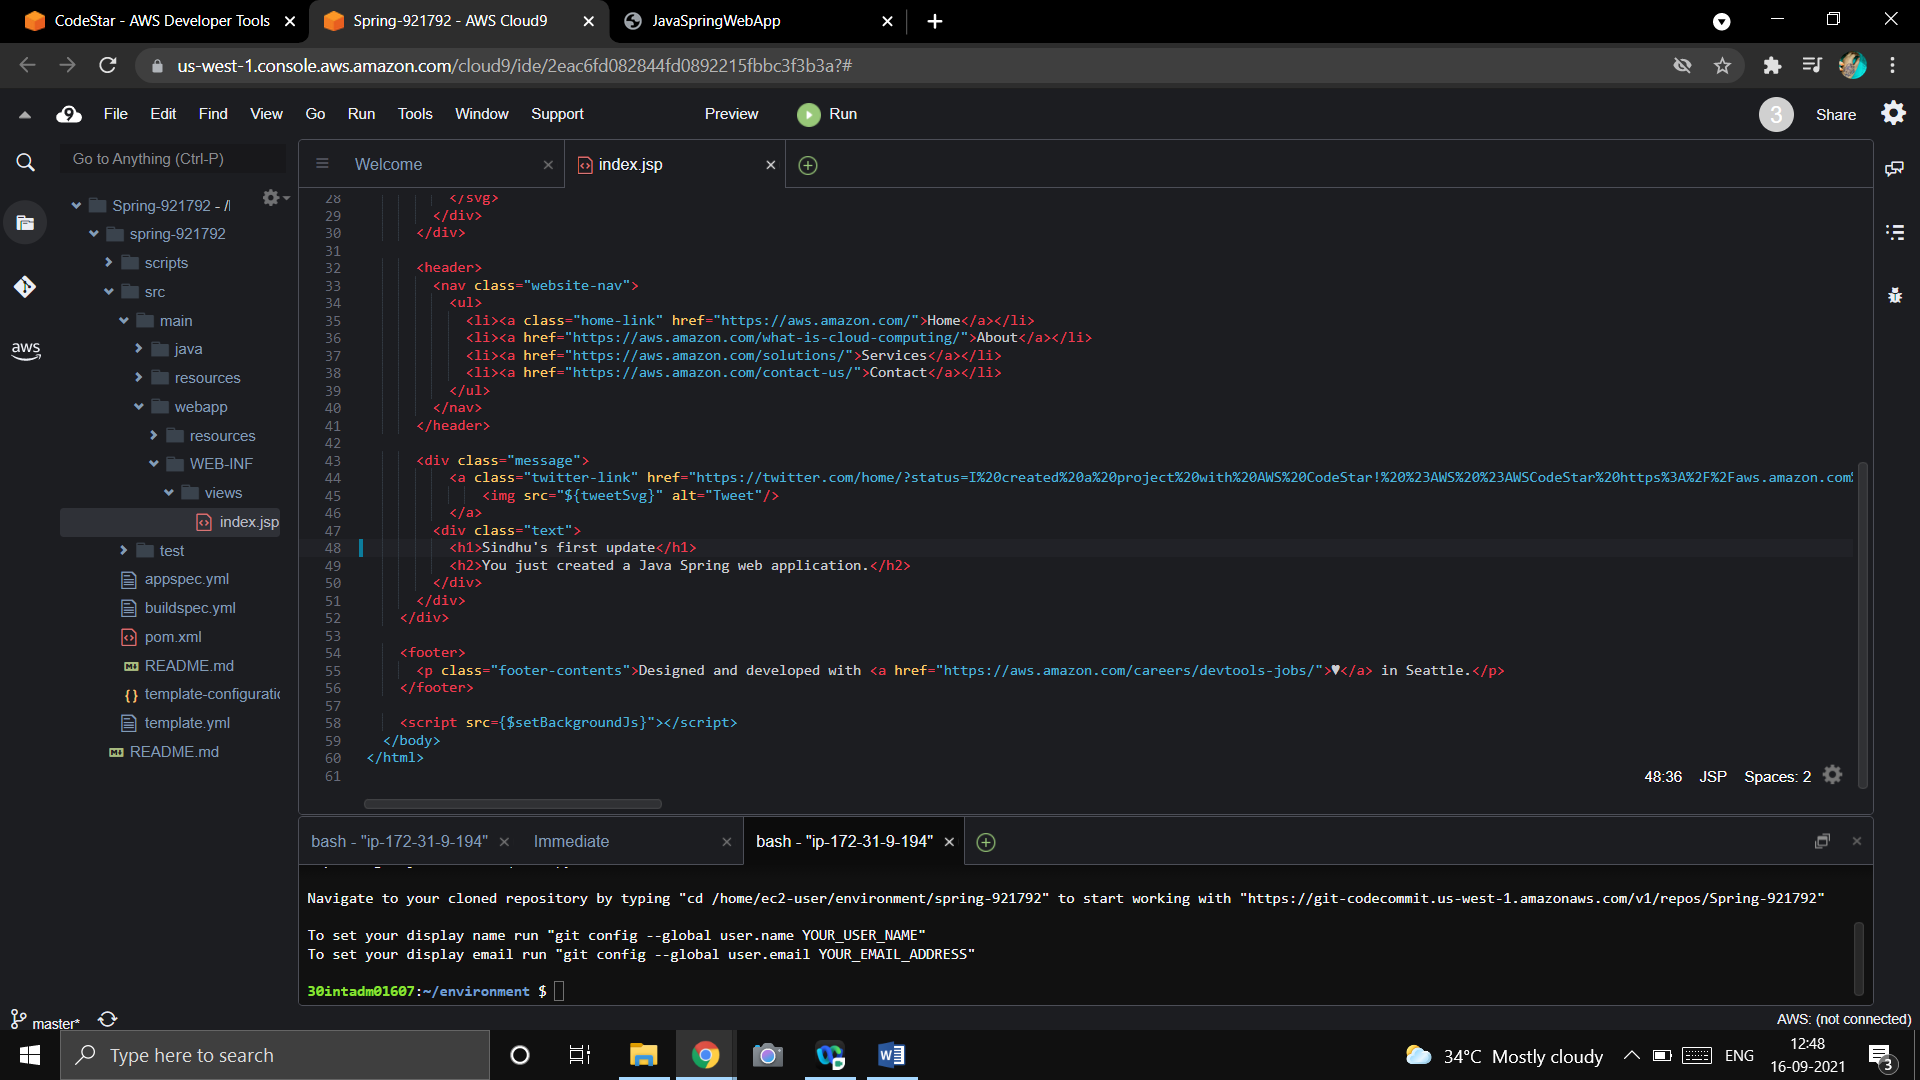 CodeStar - AWS Developer Tools
Spring-921792 - AWS Cloud9
JavaSpringWebApp
us-west-1.console.aws.amazon.com/cloud9/ide/2eac6fd082844fd0892215fbbc3f3b3a?#
9 File Edit Find View Go Run Tools Window Support Preview Run 3 Share
Go to Anything (Ctrl-P)
Welcome
index.jsp
Spring-921792 - /
spring-921792
scripts
src
main
java
resources
webapp
resources
WEB-INF
views
index.jsp
test
appspec.yml
buildspec.yml
pom.xml
README.md
template-configuratic
template.yml
README.md
aws
28 </svg>
29 </div>
30 </div>
31
32 <header>
33 <nav class="website-nav">
34 <ul>
35 <li><a class="home-link" href="https://aws.amazon.com/">Home</a></li>
36 <li><a href="https://aws.amazon.com/what-is-cloud-computing/">About</a></li>
37 <li><a href="https://aws.amazon.com/solutions/">Services</a></li>
38 <li><a href="https://aws.amazon.com/contact-us/">Contact</a></li>
39 </ul>
40 </nav>
41 </header>
42
43 <div class="message">
44 <a class="twitter-link" href="https://twitter.com/home/?status=I%20created%20a%20project%20with%20AWS%20CodeStar!%20%23AWS%20%23AWSCodeStar%20https%3A%2F%2Faws.amazon.com%
45 <img src="${tweetSvg}" alt="Tweet"/>
46 </a>
47 <div class="text">
48 <h1>Sindhu's first update</h1>
49 <h2>You just created a Java Spring web application.</h2>
50 </div>
51 </div>
52 </div>
53
54 <footer>
55 <p class="footer-contents">Designed and developed with <a href="https://aws.amazon.com/careers/devtools-jobs/">♥</a> in Seattle.</p>
56 </footer>
57
58 <script src={$setBackgroundJs}"></script>
59 </body>
60 </html>
61
48:36 JSP Spaces: 2
bash - "ip-172-31-9-194"
Immediate
bash - "ip-172-31-9-194"
Navigate to your cloned repository by typing "cd /home/ec2-user/environment/spring-921792" to start working with "https://git-codecommit.us-west-1.amazonaws.com/v1/repos/Spring-921792"
To set your display name run "git config --global user.name YOUR_USER_NAME"
To set your display email run "git config --global user.email YOUR_EMAIL_ADDRESS"
30intadm01607:~/environment $
master*
AWS: (not connected)
Type here to search
34°C Mostly cloudy
ENG
12:48
16-09-2021
3